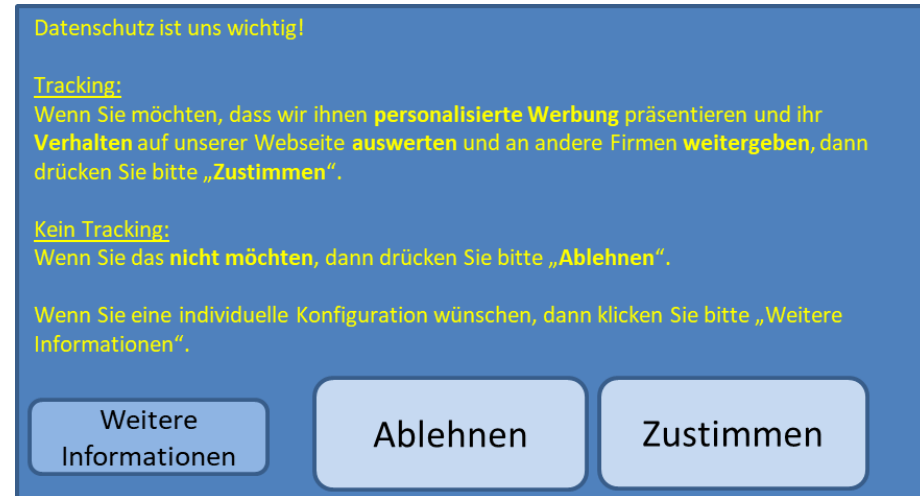 Datenschutz ist uns wichtig!
Tracking:
Wenn Sie möchten, dass wir ihnen personalisierte Werbung präsentieren und ihr
Verhalten auf unserer Webseite auswerten und an andere Firmen weitergeben, dann
drücken Sie bitte „Zustimmen“.
Kein Tracking:
Wenn Sie das nicht möchten, dann drücken Sie bitte „Ablehnen“.
Wenn Sie eine individuelle Konfiguration wünschen, dann klicken Sie bitte „Weitere
Informationen“.
Weitere
Informationen
Ablehnen
Zustimmen